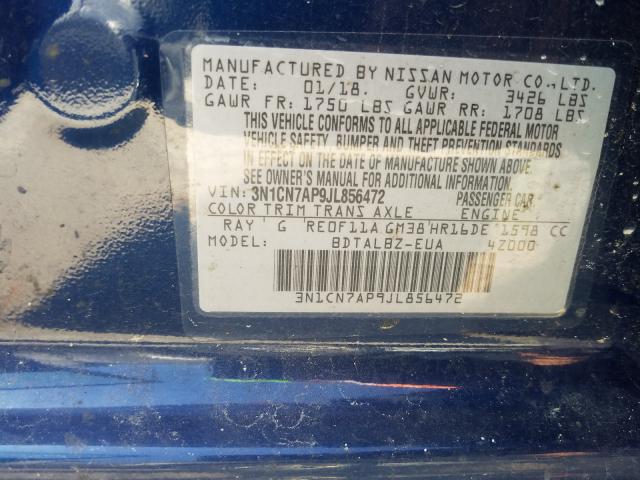 MANUFACTURED BY NISSAN MOTOR CO.,LTD.
DATE: 01/18. GVWR: 3426 LBS
GAWR FR: 1750 LBS GAWR RR: 1708 LBS
THIS VEHICLE CONFORMS TO ALL APPLICABLE FEDERAL MOTOR
VEHICLE SAFETY, BUMPER AND THEFT PREVENTION STANDARDS
IN EFFECT ON THE DATE OF MANUFACTURE SHOWN ABOVE.
SEE OWNER'S MANUAL FOR ADDITIONAL INFORMATION.
VIN: 3N1CN7AP9JL856472 PASSENGER CAR
COLOR TRIM TRANS AXLE ENGINE
RAY G RE0F11A GM38 HR16DE 1598 CC
MODEL: BDTALBZ-EUA 4Z000
3N1CN7AP9JL856472